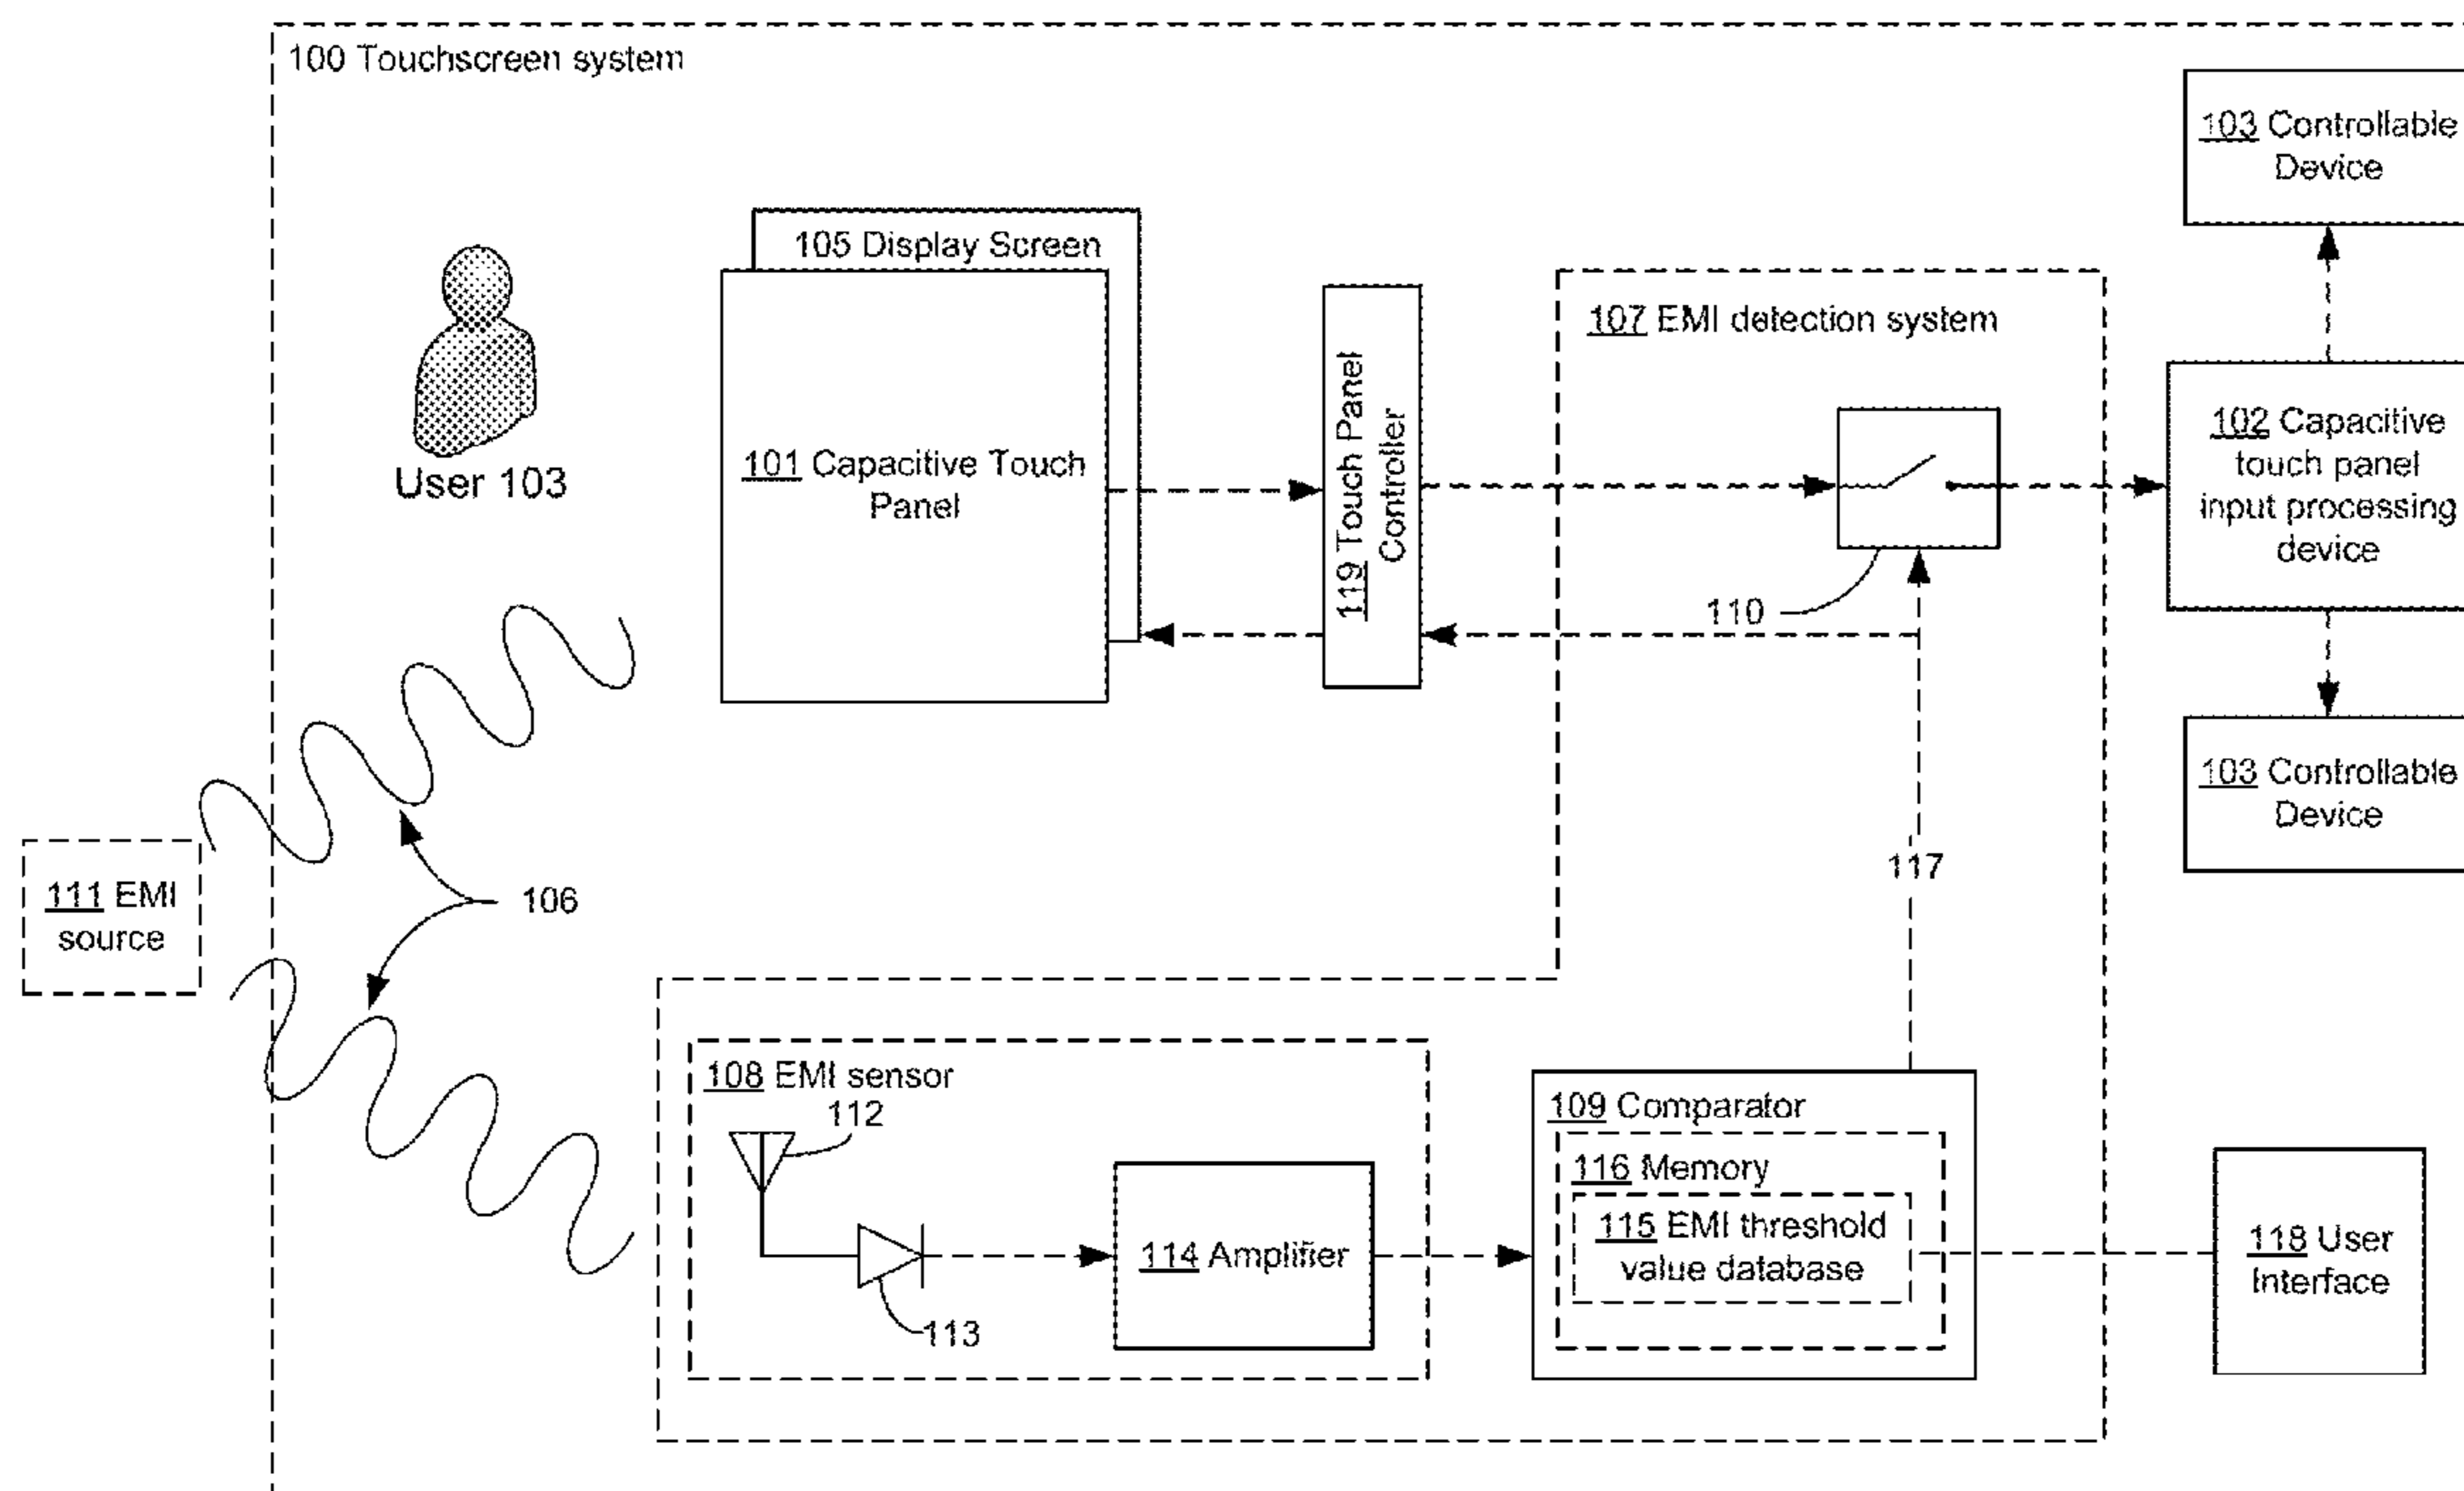 100 Touchscreen system
103 Controllable
Device
105 Display Screen
107 EMI detection system
119 Touch Panel
Controller
101 Capacitive Touch
Panel
User 103
102 Capacitive
touch panel
input processing
device
110
103 Controllable
Device
117
111 EMI
source
106
108 EMI sensor
112
109 Comparator
116 Memory
115 EMI threshold
value database
114 Amplifier
118 User
Interface
113